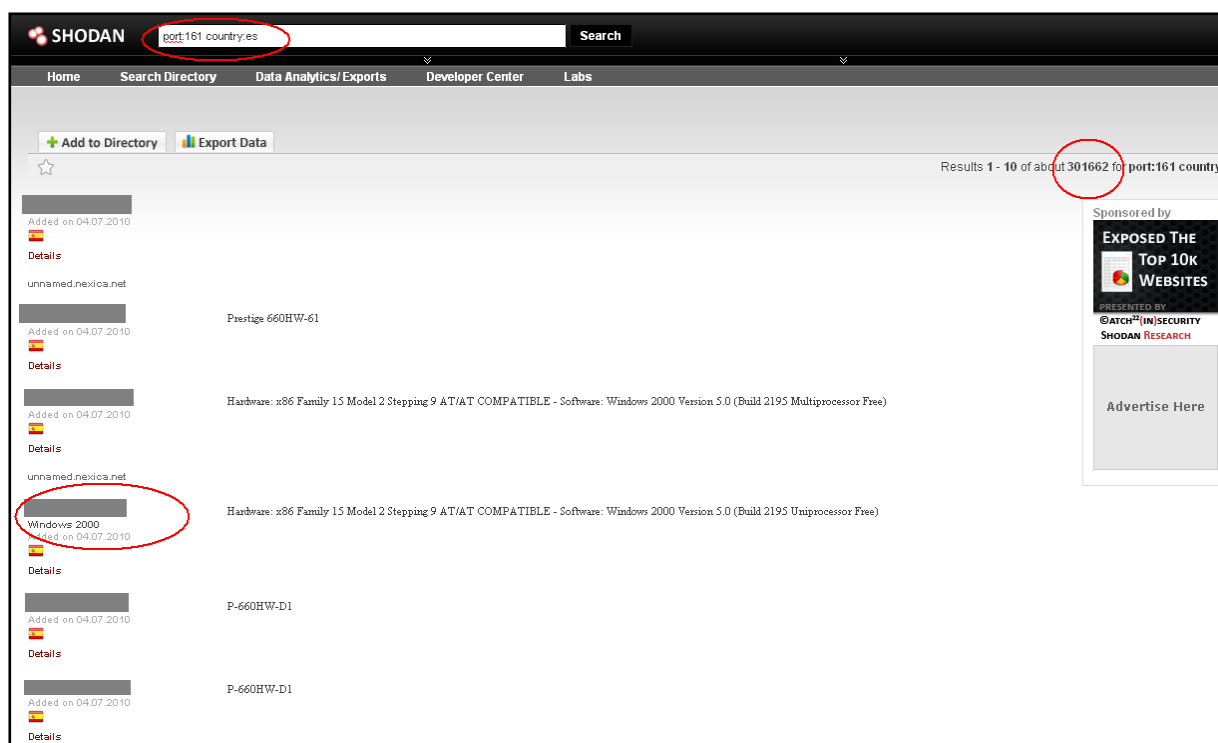 SHODAN
port:161 country:es
Search
Home Search Directory Data Analytics/Exports Developer Center Labs
Add to Directory Export Data
Results 1 - 10 of about 301662 for port:161 country
Added on 04.07.2010
Details
unnamed.nexica.net
Prestige 660HW-61
Added on 04.07.2010
Details
Hardware: x86 Family 15 Model 2 Stepping 9 AT/AT COMPATIBLE - Software: Windows 2000 Version 5.0 (Build 2195 Multiprocessor Free)
Added on 04.07.2010
Details
unnamed.nexica.net
Hardware: x86 Family 15 Model 2 Stepping 9 AT/AT COMPATIBLE - Software: Windows 2000 Version 5.0 (Build 2195 Uniprocessor Free)
Windows 2000
Added on 04.07.2010
Details
P-660HW-D1
Added on 04.07.2010
Details
P-660HW-D1
Added on 04.07.2010
Details
Sponsored by
EXPOSED THE
TOP 10K
WEBSITES
PRESENTED BY
©ATCH22(IN)SECURITY
SHODAN RESEARCH
Advertise Here